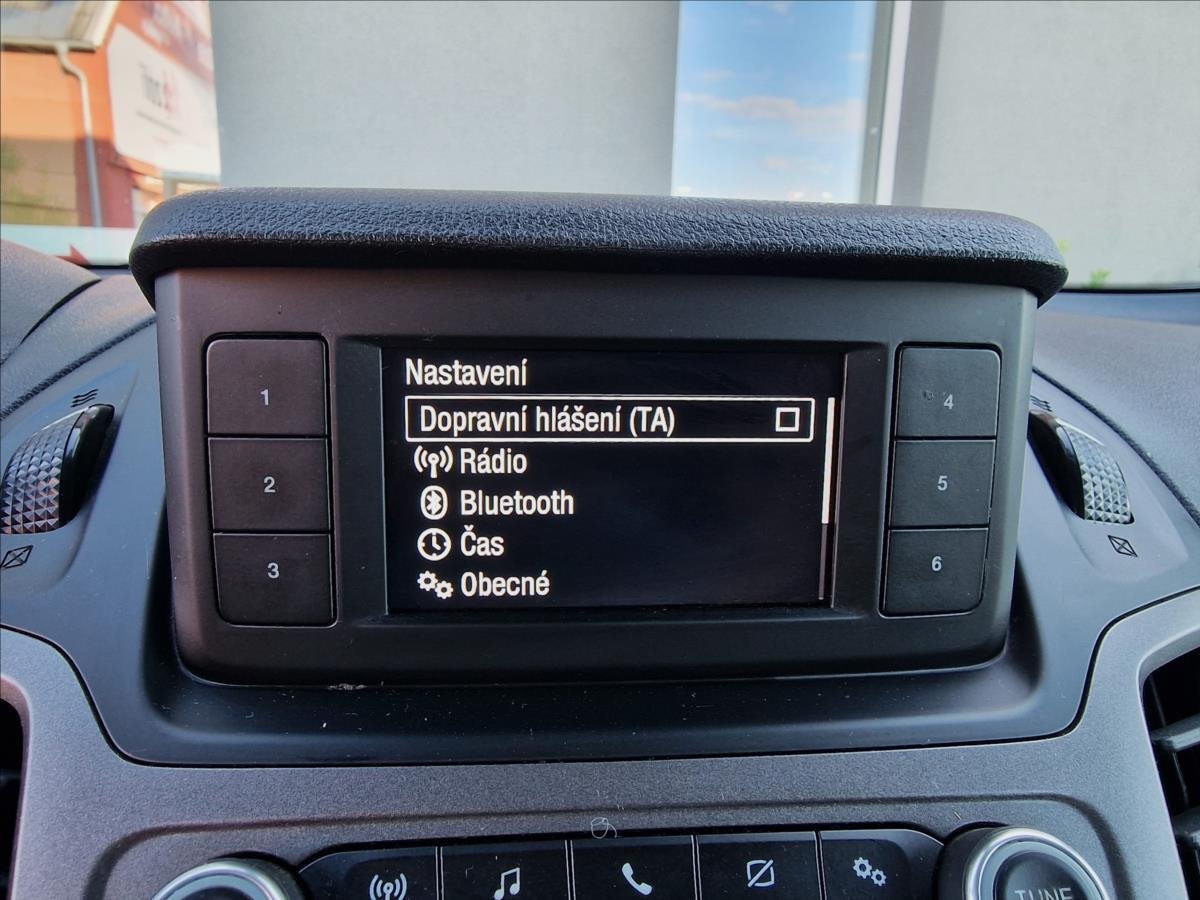 Nastavení
Dopravní hlášení (TA)
Rádio
Bluetooth
Čas
Obecné
1
2
3
4
5
6
TUNE